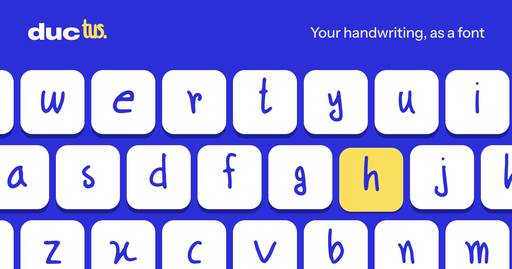 ductus.
Your handwriting, as a font
w e r t y u i
a s d f g h j
z x c v b n m